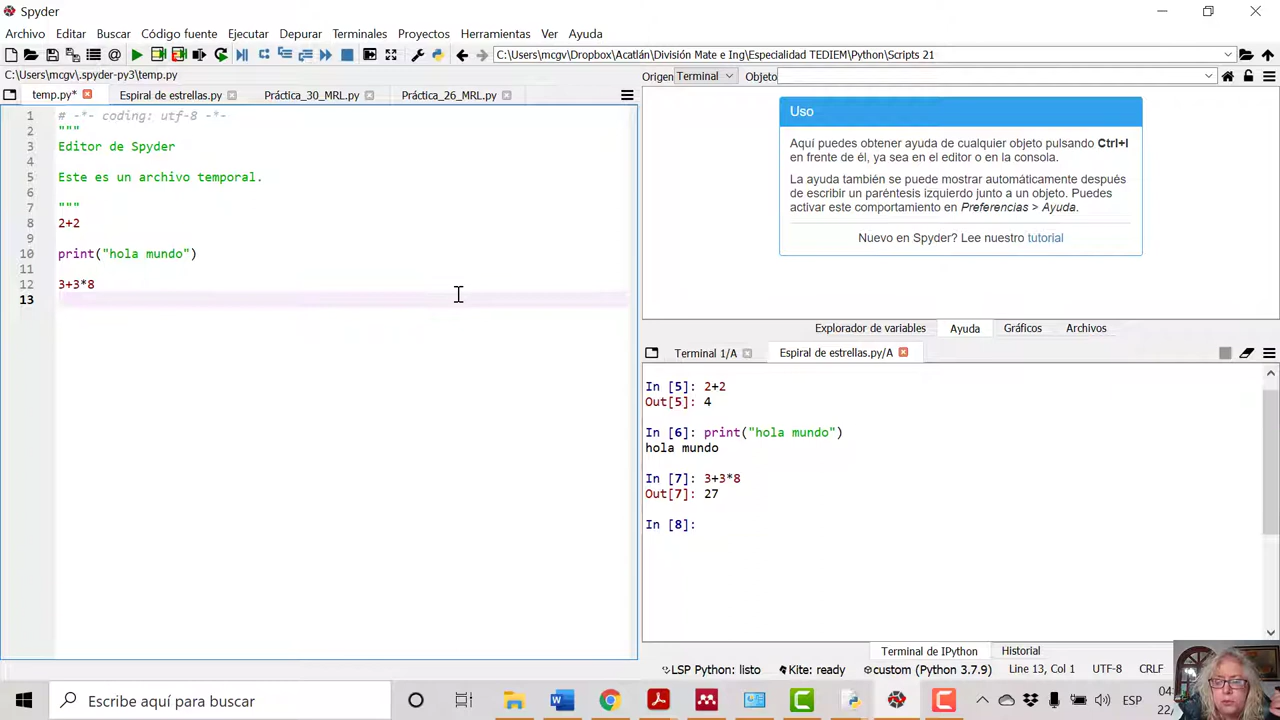 Spyder
Archivo Editar Buscar Código fuente Ejecutar Depurar Terminales Proyectos Herramientas Ver Ayuda
C:\Users\mcgv\Dropbox\Acatlán\División Mate e Ing\Especialidad TEDIEM\Python\Scripts 21
C:\Users\mcgv\.spyder-py3\temp.py
temp.py* Espiral de estrellas.py Práctica_30_MRL.py Práctica_26_MRL.py
1 # -*- coding: utf-8 -*-
2 """
3 Editor de Spyder
4
5 Este es un archivo temporal.
6
7 """
8 2+2
9
10 print("hola mundo")
11
12 3+3*8
13
Origen Terminal Objeto
Uso
Aquí puedes obtener ayuda de cualquier objeto pulsando Ctrl+I
en frente de él, ya sea en el editor o en la consola.
La ayuda también se puede mostrar automáticamente después
de escribir un paréntesis izquierdo junto a un objeto. Puedes
activar este comportamiento en Preferencias > Ayuda.
Nuevo en Spyder? Lee nuestro tutorial
Explorador de variables Ayuda Gráficos Archivos
Terminal 1/A Espiral de estrellas.py/A
In [5]: 2+2
Out[5]: 4
In [6]: print("hola mundo")
hola mundo
In [7]: 3+3*8
Out[7]: 27
In [8]:
Terminal de IPython Historial
LSP Python: listo Kite: ready custom (Python 3.7.9) Line 13, Col 1 UTF-8 CRLF
Escribe aquí para buscar
ESP